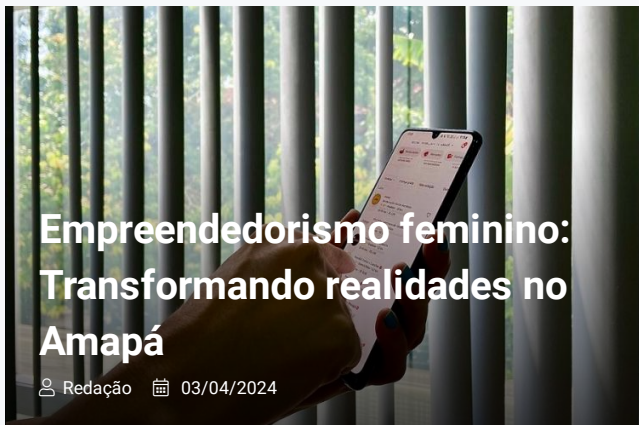 Empreendedorismo feminino:
Transformando realidades no
Amapá
Redação 03/04/2024